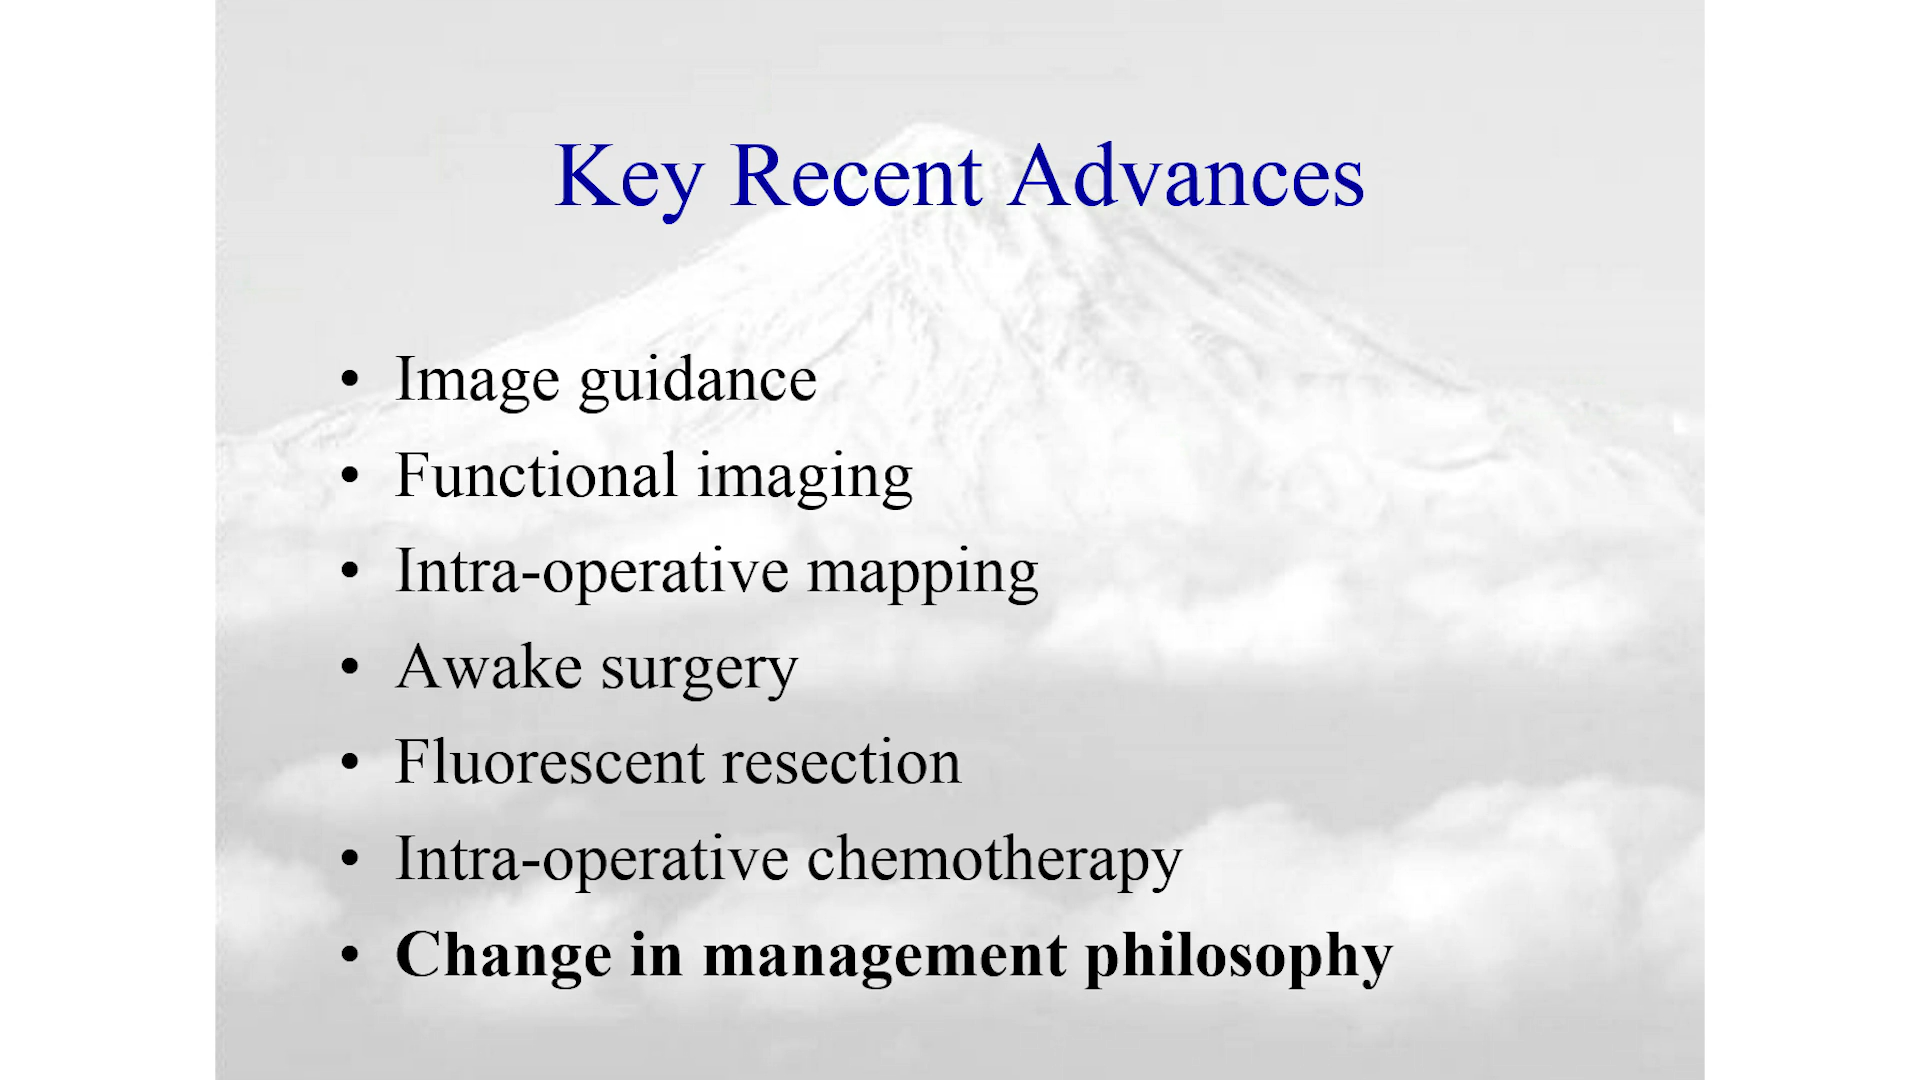 Key Recent Advances
• Image guidance
• Functional imaging
• Intra-operative mapping
• Awake surgery
• Fluorescent resection
• Intra-operative chemotherapy
• Change in management philosophy